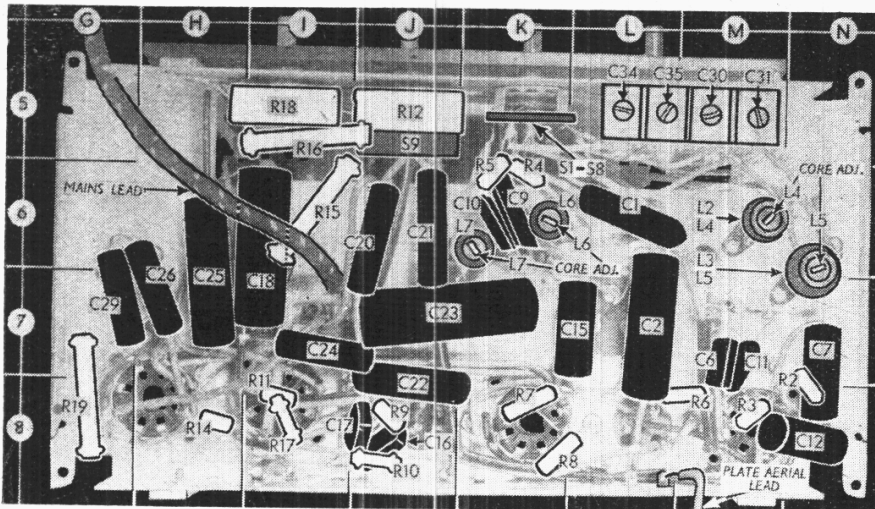 G H I J K L M N
5
R18
R12
C34 C35 C30 C31
R16
S9
S1-S8
MAINS LEAD
R5
R4
CORE ADJ.
6
R15
C20
C21
C10
C9
L6
C1
L2
L4
L4
L5
L7
L6
L3
L5
L7 CORE ADJ.
C29
C26
C25
C18
7
C23
C15
C2
C24
C6
C11
C7
C22
R19
R11
R9
R7
R6
R3
R2
8
R14
R17
C17
C16
C12
R10
R8
PLATE AERIAL
LEAD